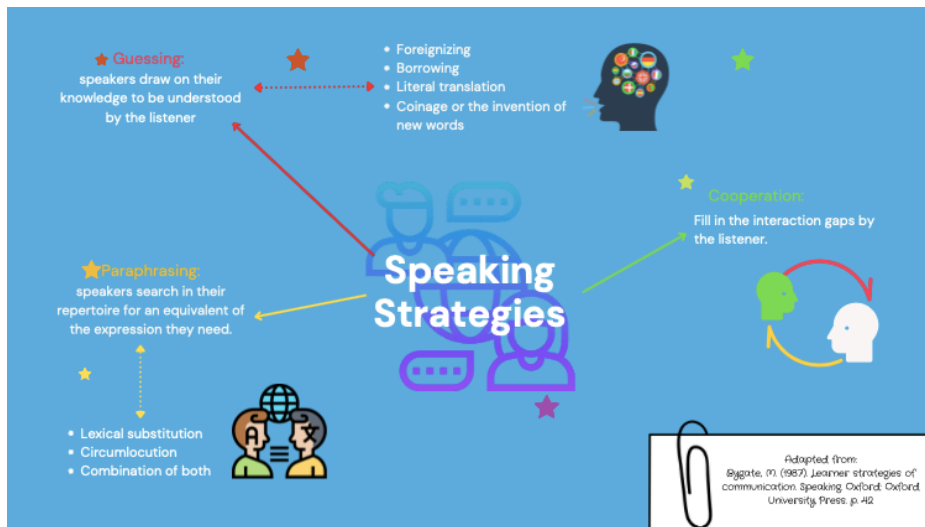 Guessing:
speakers draw on their
knowledge to be understood
by the listener
• Foreignizing
• Borrowing
• Literal translation
• Coinage or the invention of
new words
Cooperation:
Fill in the interaction gaps by
the listener.
Speaking
Strategies
Paraphrasing:
speakers search in their
repertoire for an equivalent of
the expression they need.
• Lexical substitution
• Circumlocution
• Combination of both
A 文
Adapted from:
Bygate, M. (1987). Learner strategies of
communication. Speaking. Oxford: Oxford
University Press. p. 42